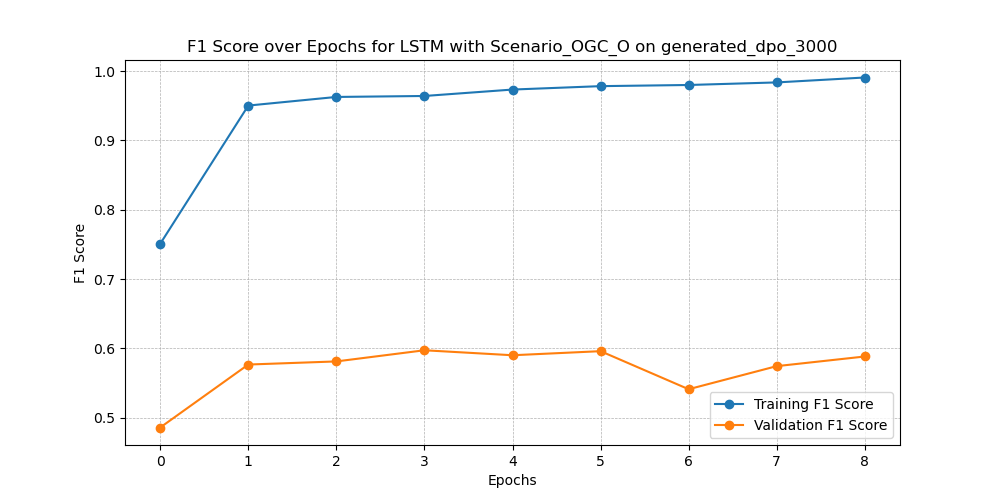 F1 Score over Epochs for LSTM with Scenario_OGC_O on generated_dpo_3000
1.0
0.9
0.8
0.7
0.6
0.5
F1 Score
0 1 2 3 4 5 6 7 8
Epochs
Training F1 Score
Validation F1 Score